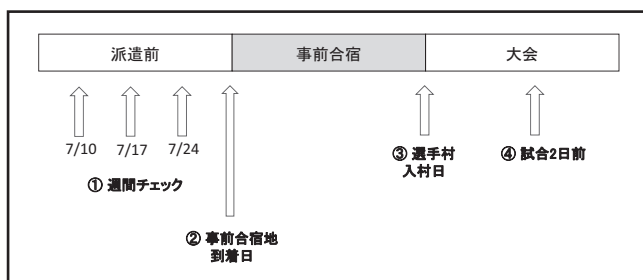 派遣前
事前合宿
大会
7/10
7/17
7/24
① 週間チェック
② 事前合宿地
到着日
③ 選手村
入村日
④ 試合2日前